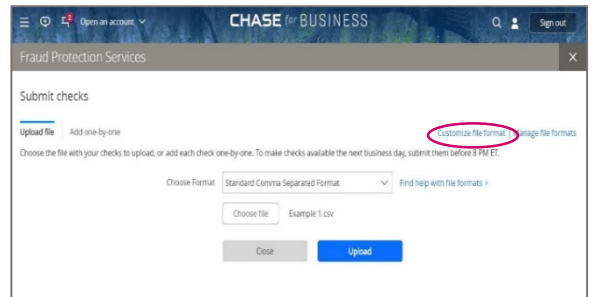 2 Open an account CHASE for BUSINESS Sign out
Fraud Protection Services X
Submit checks
Upload file Add one-by-one Customize file format | Manage file formats
Choose the file with your checks to upload, or add each check one-by-one. To make checks available the next business day, submit them before 8 PM ET.
Choose Format Standard Comma Separated Format Find help with file formats >
Choose file Example 1.csv
Close Upload